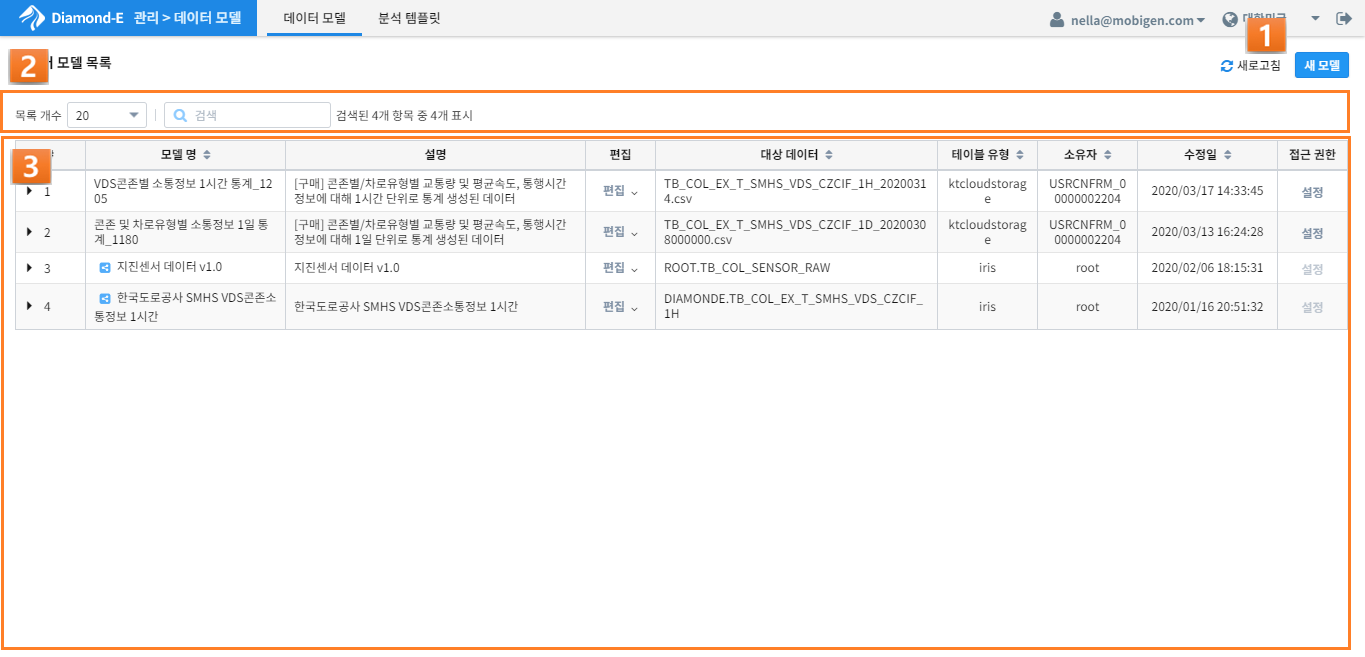 Diamond-E 관리 > 데이터 모델 데이터 모델 분석 템플릿 nella@mobigen.com
1
2 모델 목록 새로고침 새 모델
목록 개수 20 검색 검색된 4개 항목 중 4개 표시
3 모델 명 설명 편집 대상 데이터 테이블 유형 소유자 수정일 접근 권한
1 VDS콘존별 소통정보 1시간 통계_12 [구매] 콘존별/차로유형별 교통량 및 평균속도, 통행시간 편집 TB_COL_EX_T_SMHS_VDS_CZCIF_1H_2020031 ktcloudstorag USRCNFRM_0 2020/03/17 14:33:45 설정
05 정보에 대해 1시간 단위로 통계 생성된 데이터 4.csv e 0000002204
2 콘존 및 차로유형별 소통정보 1일 통 [구매] 콘존별/차로유형별 교통량 및 평균속도, 통행시간 편집 TB_COL_EX_T_SMHS_VDS_CZCIF_1D_2020030 ktcloudstorag USRCNFRM_0 2020/03/13 16:24:28 설정
계_1180 정보에 대해 1일 단위로 통계 생성된 데이터 8000000.csv e 0000002204
3 지진센서 데이터 v1.0 지진센서 데이터 v1.0 편집 ROOT.TB_COL_SENSOR_RAW iris root 2020/02/06 18:15:31 설정
4 한국도로공사 SMHS VDS콘존소 한국도로공사 SMHS VDS콘존소통정보 1시간 편집 DIAMONDE.TB_COL_EX_T_SMHS_VDS_CZCIF_ iris root 2020/01/16 20:51:32 설정
통정보 1시간 1H